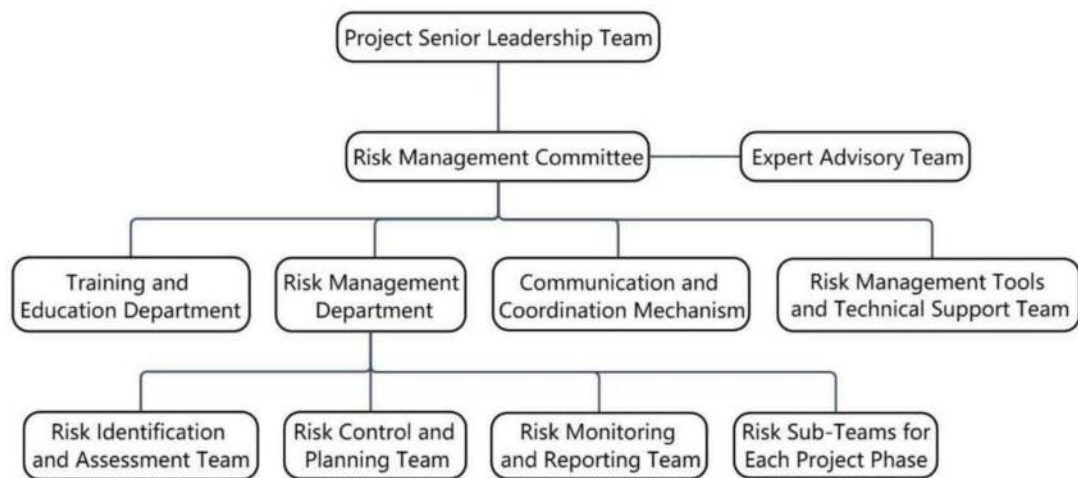 Project Senior Leadership Team
Risk Management Committee
Expert Advisory Team
Training and
Education Department
Risk Management
Department
Communication and
Coordination Mechanism
Risk Management Tools
and Technical Support Team
Risk Identification
and Assessment Team
Risk Control and
Planning Team
Risk Monitoring
and Reporting Team
Risk Sub-Teams for
Each Project Phase